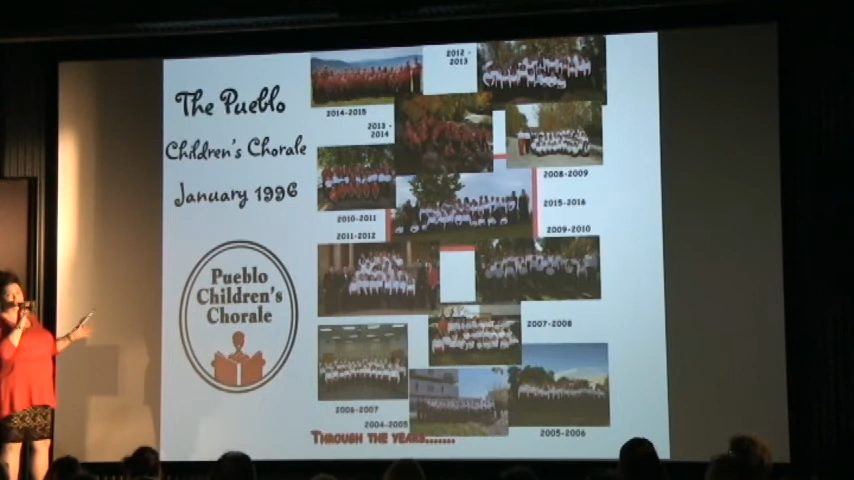 The Pueblo
Children's Chorale
January 1996
Pueblo
Children's
Chorale
2012 -
2013
2014-2015
2013 -
2014
2008-2009
2010-2011
2015-2016
2011-2012
2009-2010
2007-2008
2006-2007
2004-2005
2005-2006
Through the years.......